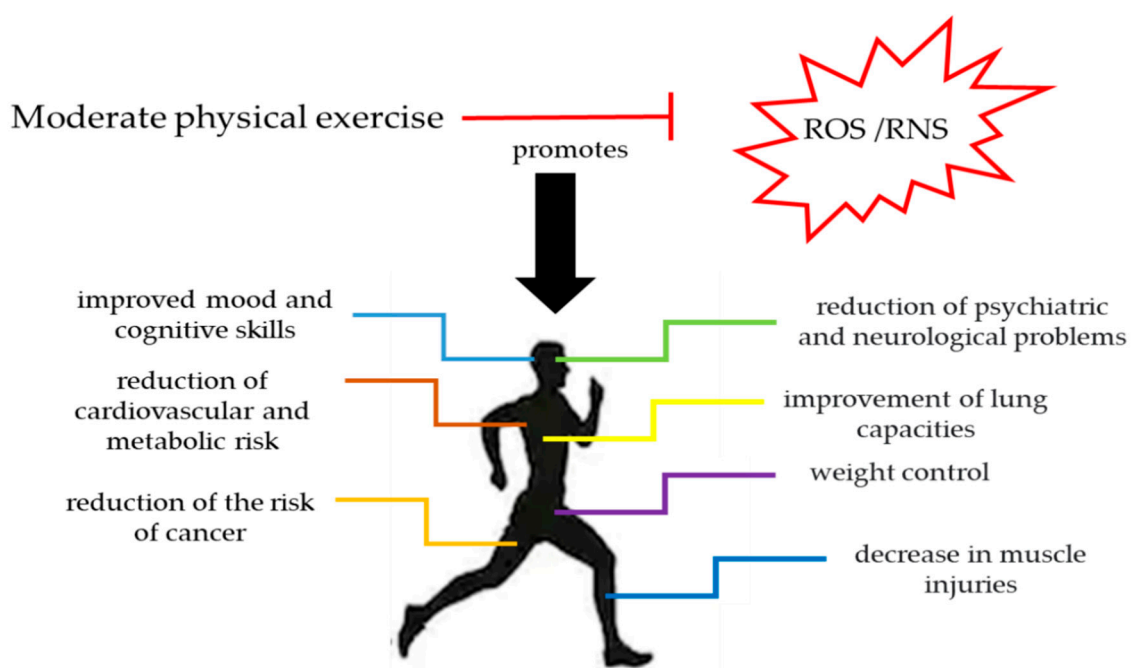 Moderate physical exercise
promotes
ROS /RNS
improved mood and
cognitive skills
reduction of
cardiovascular and
metabolic risk
reduction of the risk
of cancer
reduction of psychiatric
and neurological problems
improvement of lung
capacities
weight control
decrease in muscle
injuries